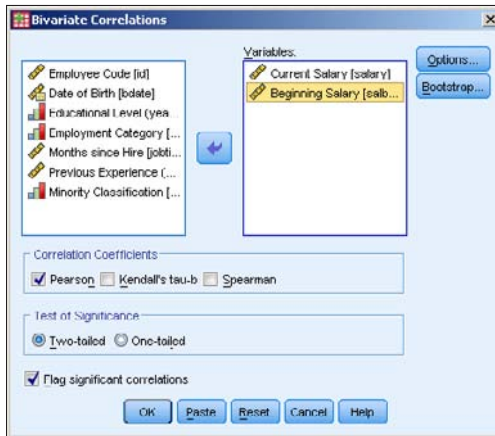 Bivariate Correlations
Variables:
Employee Code [id]
Date of Birth [bdate]
Educational Level (yea...
Employment Category [...
Months since Hire [jobti...
Previous Experience (...
Minority Classification [...
Current Salary [salary]
Beginning Salary [salb...
Options...
Bootstrap...
Correlation Coefficients
Pearson Kendall's tau-b Spearman
Test of Significance
Two-tailed One-tailed
Flag significant correlations
OK Paste Reset Cancel Help